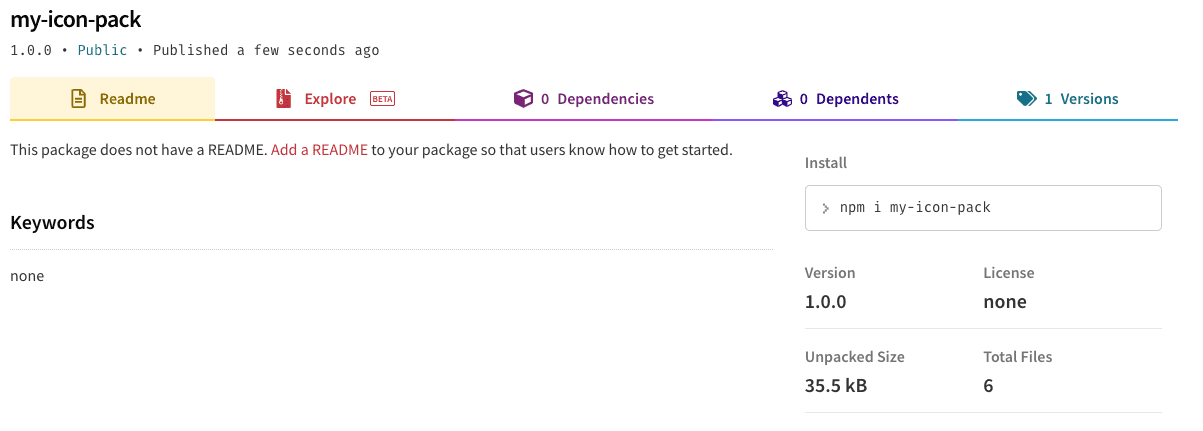 my-icon-pack
1.0.0 • Public • Published a few seconds ago
Readme
Explore BETA
0 Dependencies
0 Dependents
1 Versions
This package does not have a README. Add a README to your package so that users know how to get started.
Keywords
none
Install
npm i my-icon-pack
Version
License
1.0.0
none
Unpacked Size
Total Files
35.5 kB
6